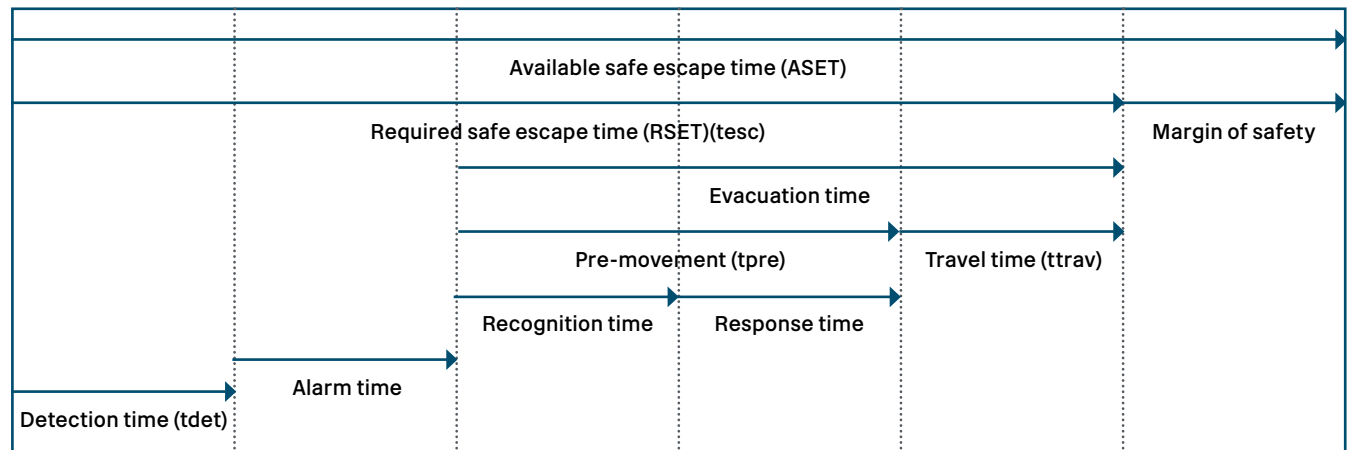 Available safe escape time (ASET)
Required safe escape time (RSET)(tesc)
Margin of safety
Evacuation time
Pre-movement (tpre)
Travel time (ttrav)
Recognition time
Response time
Alarm time
Detection time (tdet)